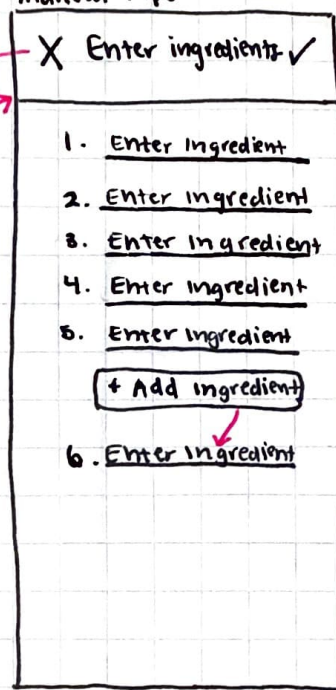 X Enter ingredients ✓
1. Enter Ingredient
2. Enter ingredient
3. Enter Ingredient
4. Enter Ingredient
5. Enter Ingredient
+ Add ingredient
6. Enter Ingredient